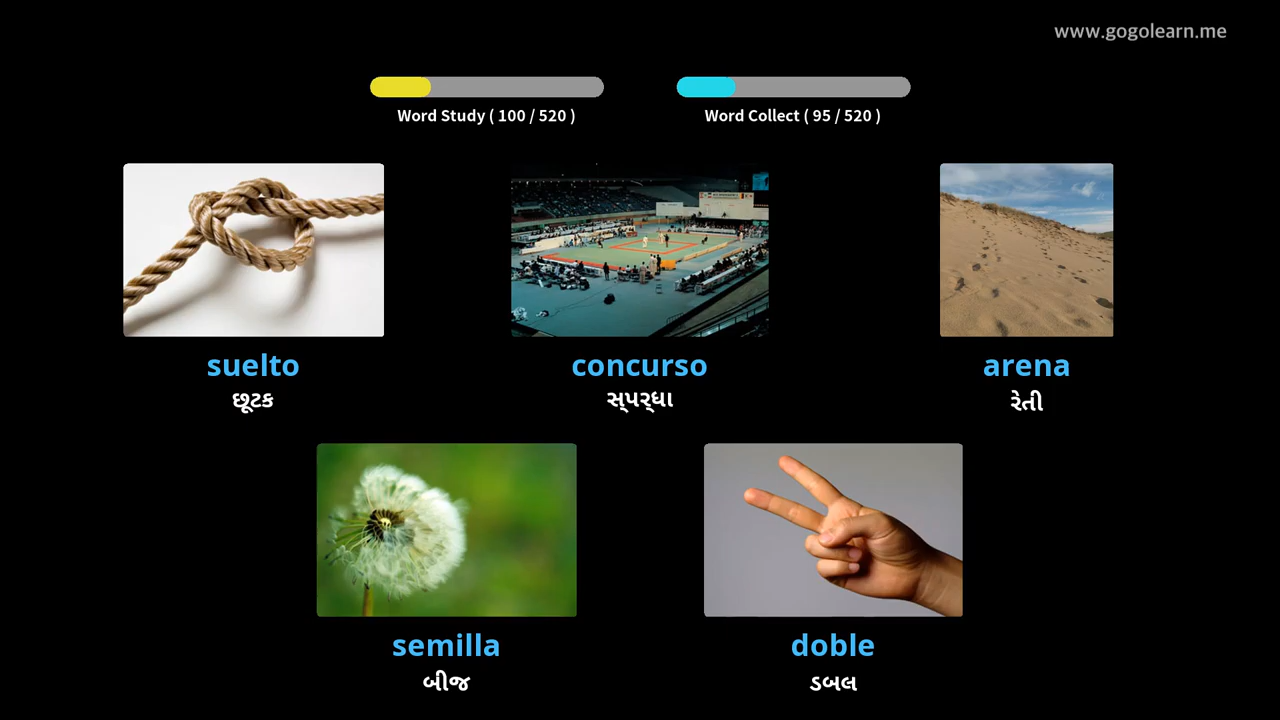 www.gogolearn.me
Word Study ( 100 / 520 )
Word Collect ( 95 / 520 )
suelto
છૂટક
concurso
સ્પર્ધા
arena
રેતી
semilla
બીજ
doble
ડબલ